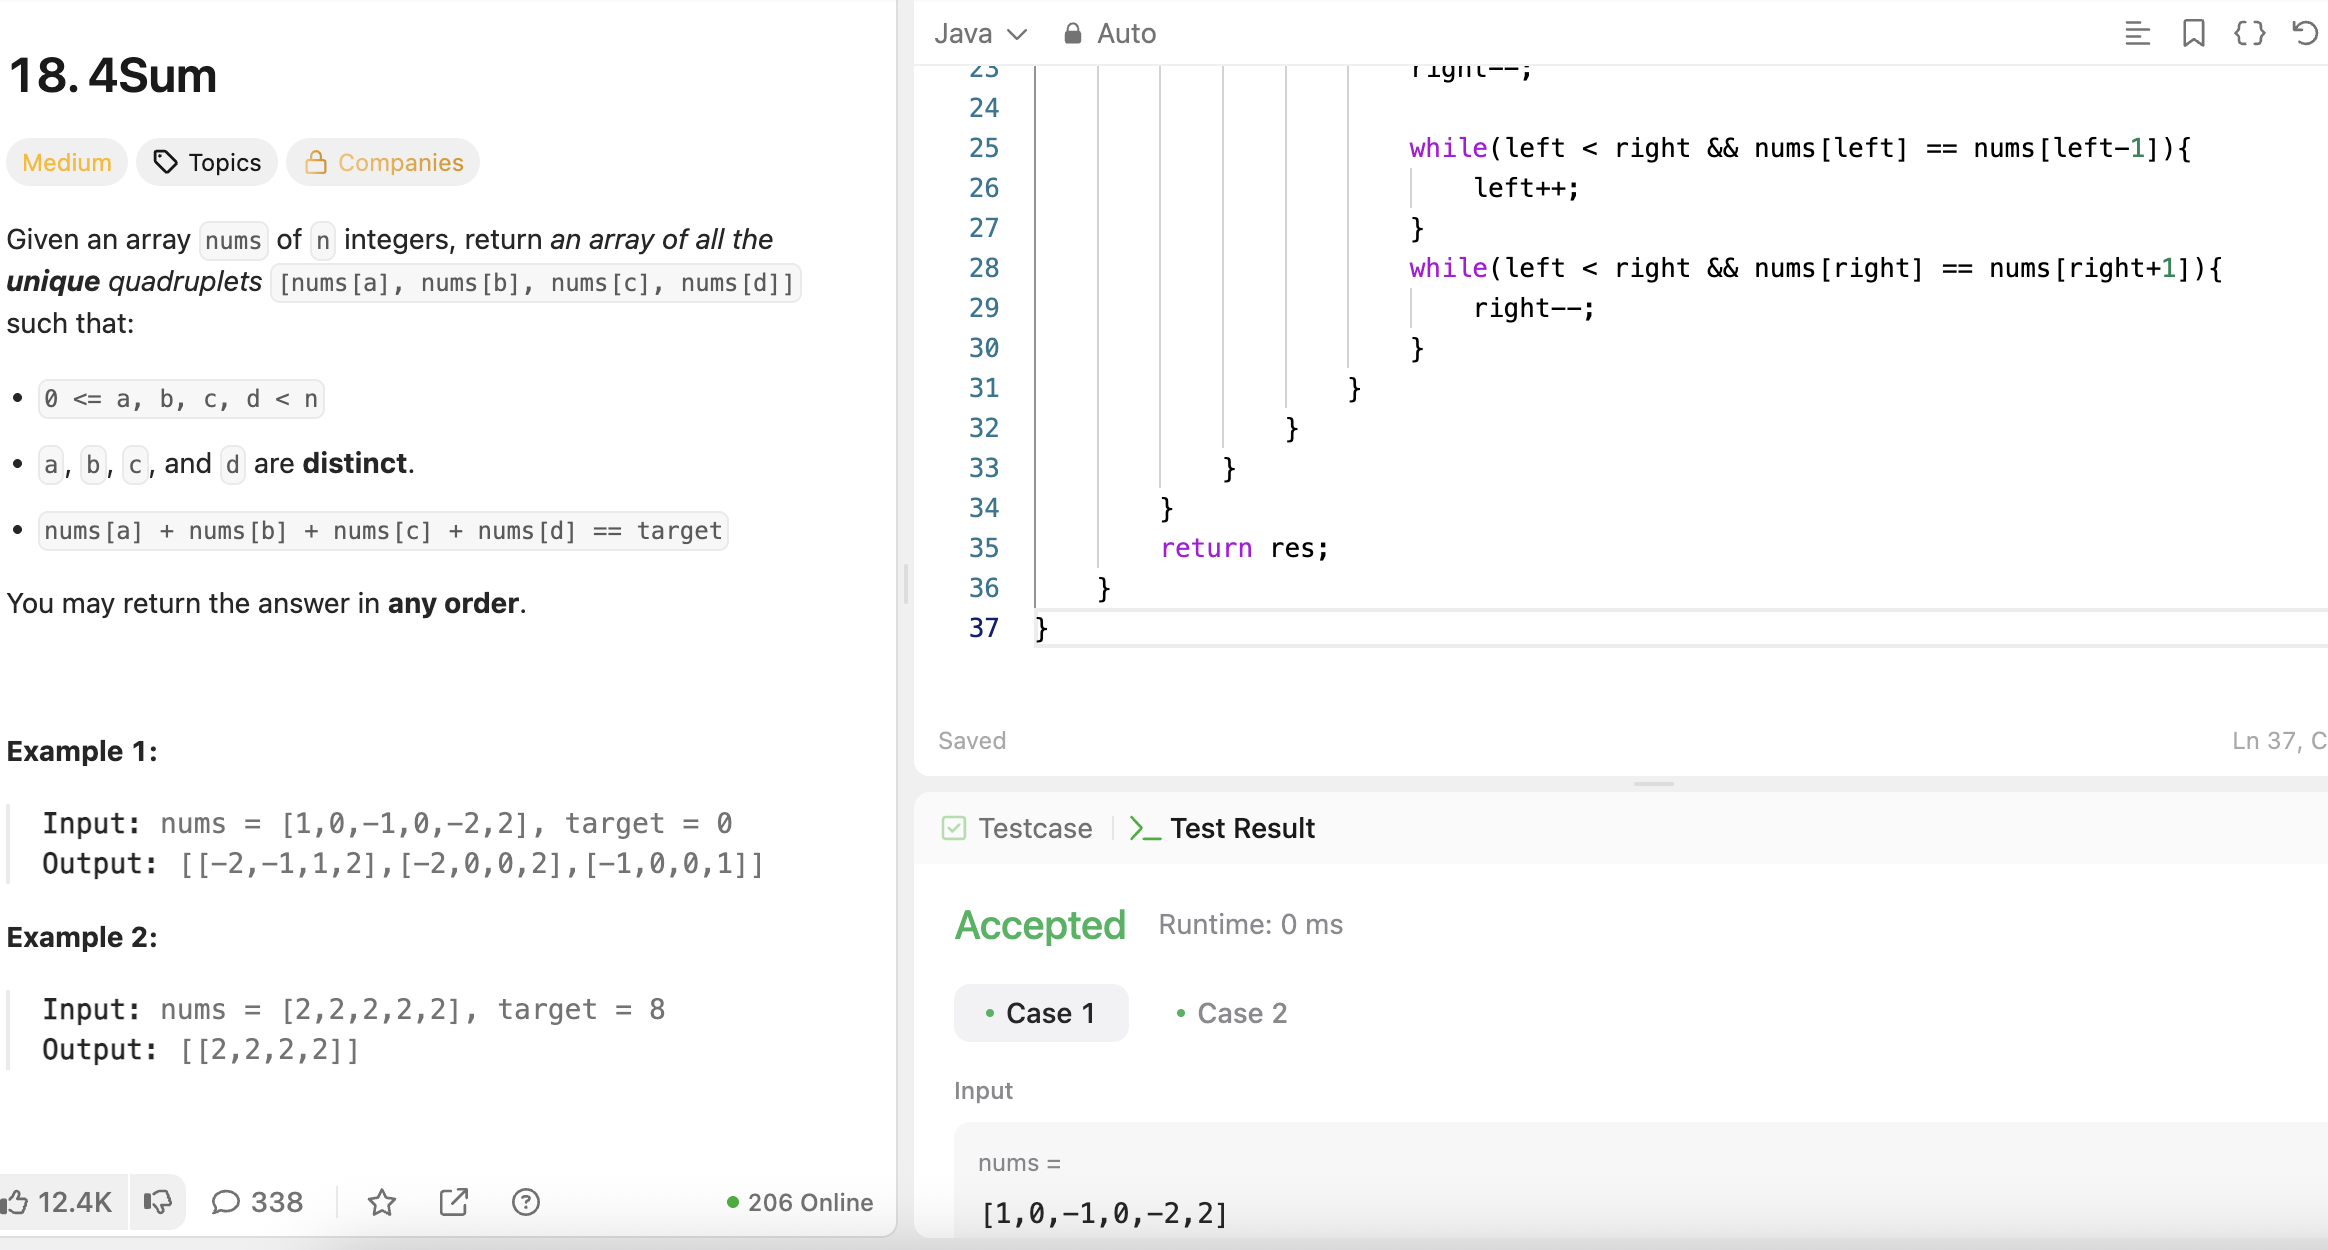 18. 4Sum
Medium
Topics
Companies
Given an array nums of n integers, return an array of all the
unique quadruplets [nums[a], nums[b], nums[c], nums[d]]
such that:
• 0 <= a, b, c, d < n
• a, b, c, and d are distinct.
• nums[a] + nums[b] + nums[c] + nums[d] == target
You may return the answer in any order.
Example 1:
Input: nums = [1,0,-1,0,-2,2], target = 0
Output: [[-2,-1,1,2],[-2,0,0,2],[-1,0,0,1]]
Example 2:
Input: nums = [2,2,2,2,2], target = 8
Output: [[2,2,2,2]]
12.4K
338
206 Online
Java
Auto
23 right--;
24
25 while(left < right && nums[left] == nums[left-1]){
26 left++;
27 }
28 while(left < right && nums[right] == nums[right+1]){
29 right--;
30 }
31 }
32 }
33 }
34 }
35 return res;
36 }
37 }
Saved
Ln 37, C
Testcase
Test Result
Accepted
Runtime: 0 ms
• Case 1
• Case 2
Input
nums =
[1,0,-1,0,-2,2]